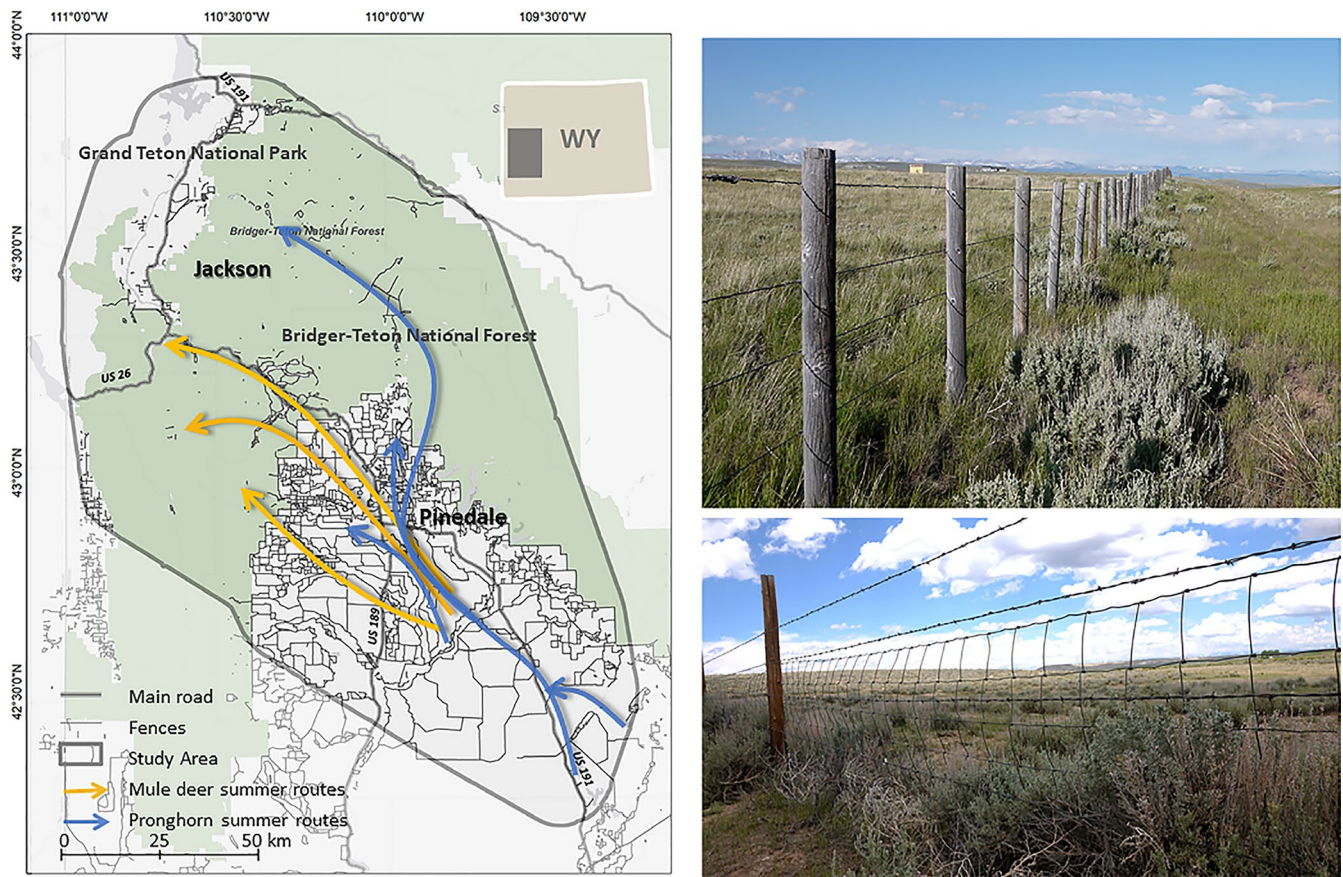 111°0'0"W
110°30'0"W
110°0'0"W
109°30'0"W
44°0'0"N
43°30'0"N
43°0'0"N
42°30'0"N
US 191
WY
Grand Teton National Park
Bridger-Teton National Forest
Jackson
Bridger-Teton National Forest
US 26
Pinedale
US 189
US 191
Main road
Fences
Study Area
Mule deer summer routes
Pronghorn summer routes
0 25 50 km